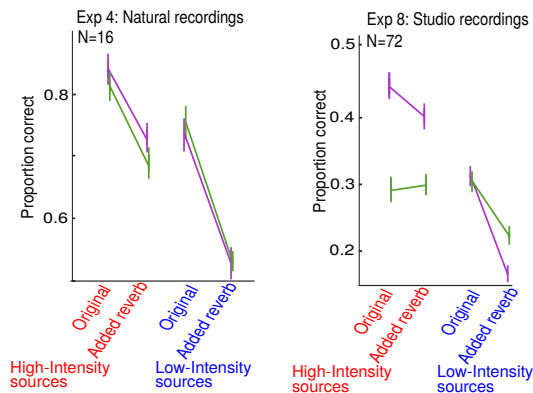 Exp 4: Natural recordings
N=16
Proportion correct
0.8
0.6
Original
Added reverb
Original
Added reverb
High-Intensity
sources
Low-Intensity
sources
Exp 8: Studio recordings
N=72
Proportion correct
0.5
0.4
0.3
0.2
Original
Added reverb
Original
Added reverb
High-Intensity
sources
Low-Intensity
sources